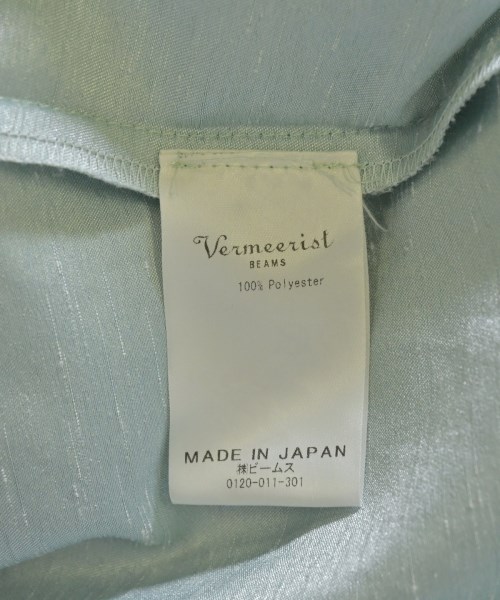 Vermeerist
BEAMS
100% Polyester
MADE IN JAPAN
㈱ビームス
0120-011-301